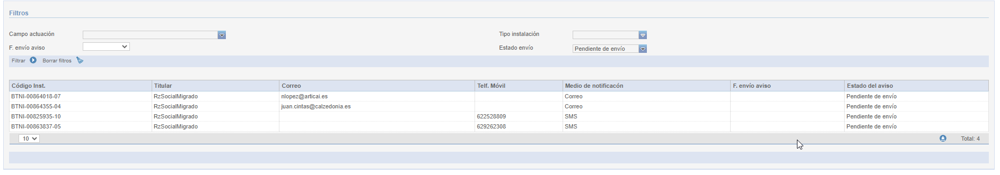 Filtros
Campo actuación Tipo instalación
F. envío aviso Estado envío Pendiente de envío
Filtrar Borrar filtros
Código Inst. Titular Correo Telf. Móvil Medio de notificacón F. envío aviso Estado del aviso
BTNI-00864018-07 RzSocialMigrado nlopez@articai.es Correo Pendiente de envío
BTNI-00864355-04 RzSocialMigrado juan.cintas@calzedonia.es Correo Pendiente de envío
BTNI-00825935-10 RzSocialMigrado 622528809 SMS Pendiente de envío
BTNI-00863837-05 RzSocialMigrado 629262308 SMS Pendiente de envío
10 Total: 4